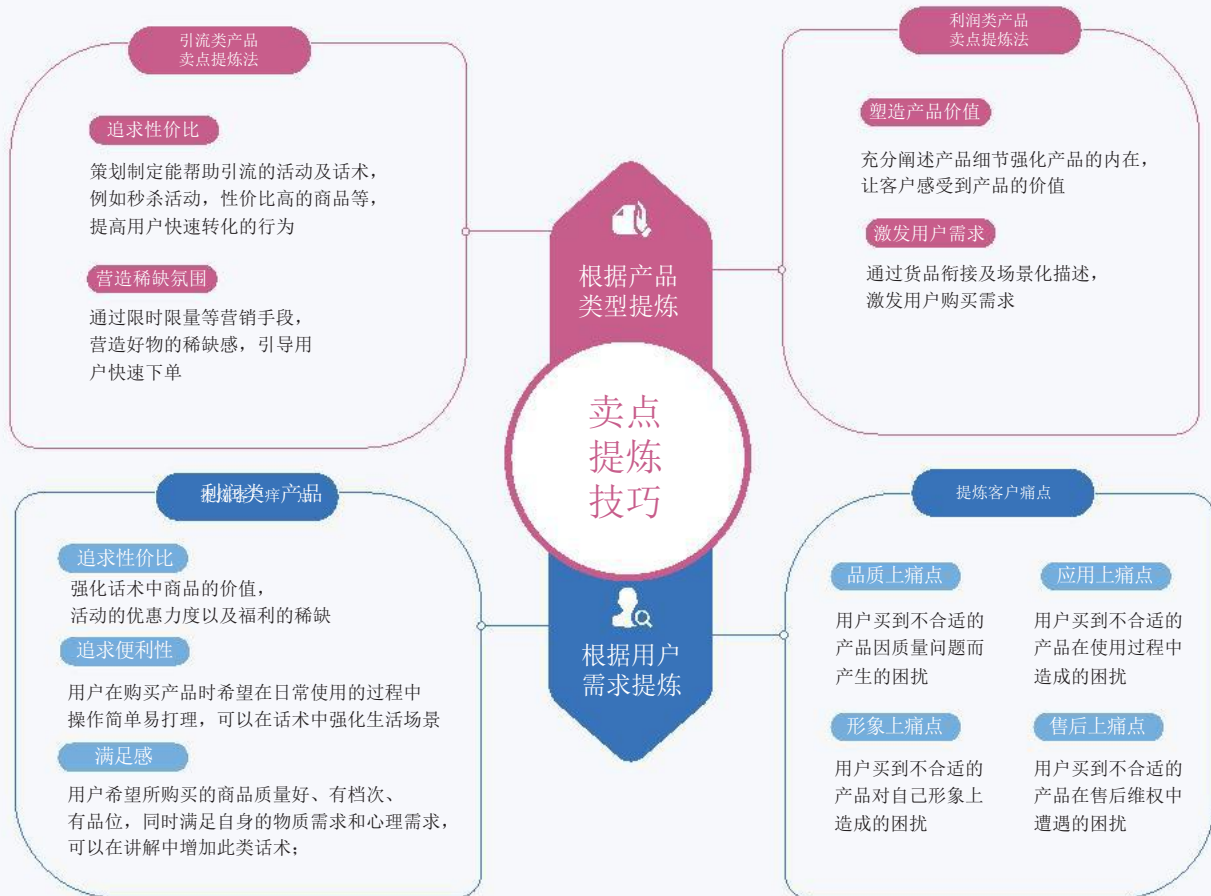 引流类产品
卖点提炼法
追求性价比
策划制定能帮助引流的活动及话术，
例如秒杀活动，性价比高的商品等，
提高用户快速转化的行为
营造稀缺氛围
通过限时限量等营销手段，
营造好物的稀缺感，引导用
户快速下单
利润类产品
卖点提炼法
塑造产品价值
充分阐述产品细节强化产品的内在，
让客户感受到产品的价值
激发用户需求
通过货品衔接及场景化描述，
激发用户购买需求
根据产品
类型提炼
卖点
提炼
技巧
根据用户
需求提炼
利润类 产品
追求性价比
强化话术中商品的价值，
活动的优惠力度以及福利的稀缺
追求便利性
用户在购买产品时希望在日常使用的过程中
操作简单易打理，可以在话术中强化生活场景
满足感
用户希望所购买的商品质量好、有档次、
有品位，同时满足自身的物质需求和心理需求，
可以在讲解中增加此类话术；
提炼客户痛点
品质上痛点
用户买到不合适的
产品因质量问题而
产生的困扰
应用上痛点
用户买到不合适的
产品在使用过程中
造成的困扰
形象上痛点
用户买到不合适的
产品对自己形象上
造成的困扰
售后上痛点
用户买到不合适的
产品在售后维权中
遭遇的困扰